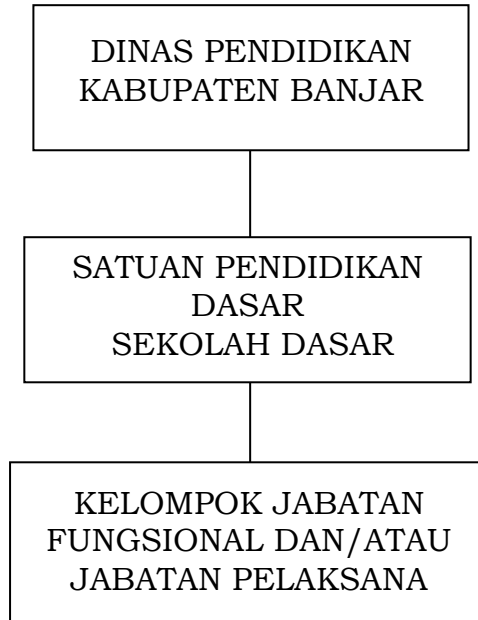 DINAS PENDIDIKAN
KABUPATEN BANJAR
SATUAN PENDIDIKAN
DASAR
SEKOLAH DASAR
KELOMPOK JABATAN
FUNGSIONAL DAN/ATAU
JABATAN PELAKSANA